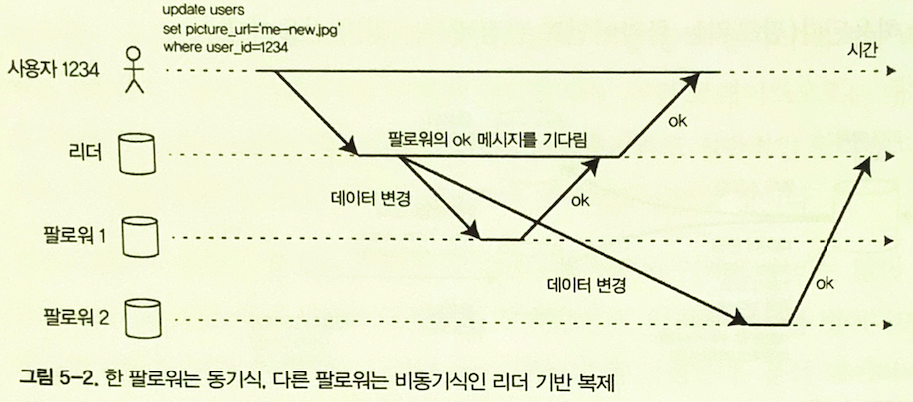 update users
set picture_url='me-new.jpg'
where user_id=1234
시간
사용자 1234
ok
리더
팔로워의 ok 메시지를 기다림
데이터 변경
ok
팔로워 1
데이터 변경
ok
팔로워 2
그림 5-2. 한 팔로워는 동기식, 다른 팔로워는 비동기식인 리더 기반 복제